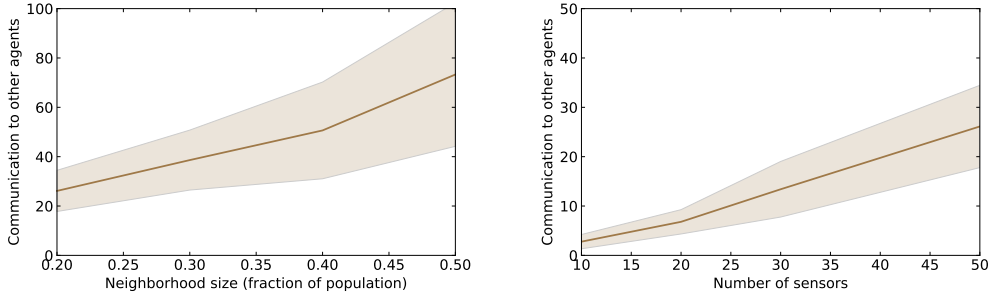 Communication to other agents
100
80
60
40
20
0
0.20 0.25 0.30 0.35 0.40 0.45 0.50
Neighborhood size (fraction of population)
Communication to other agents
50
40
30
20
10
0
10 15 20 25 30 35 40 45 50
Number of sensors